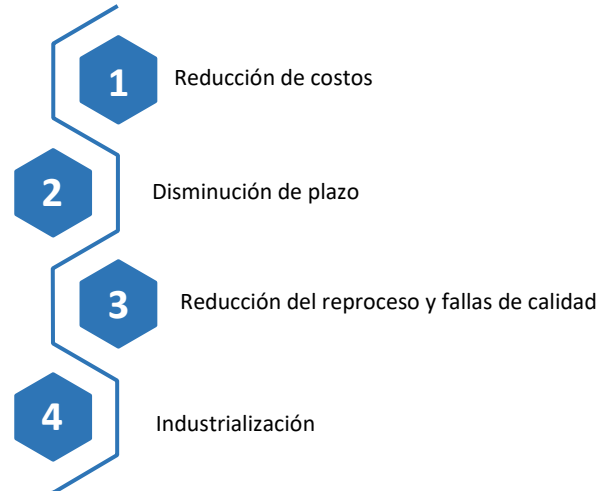 1 Reducción de costos
2 Disminución de plazo
3 Reducción del reproceso y fallas de calidad
4 Industrialización